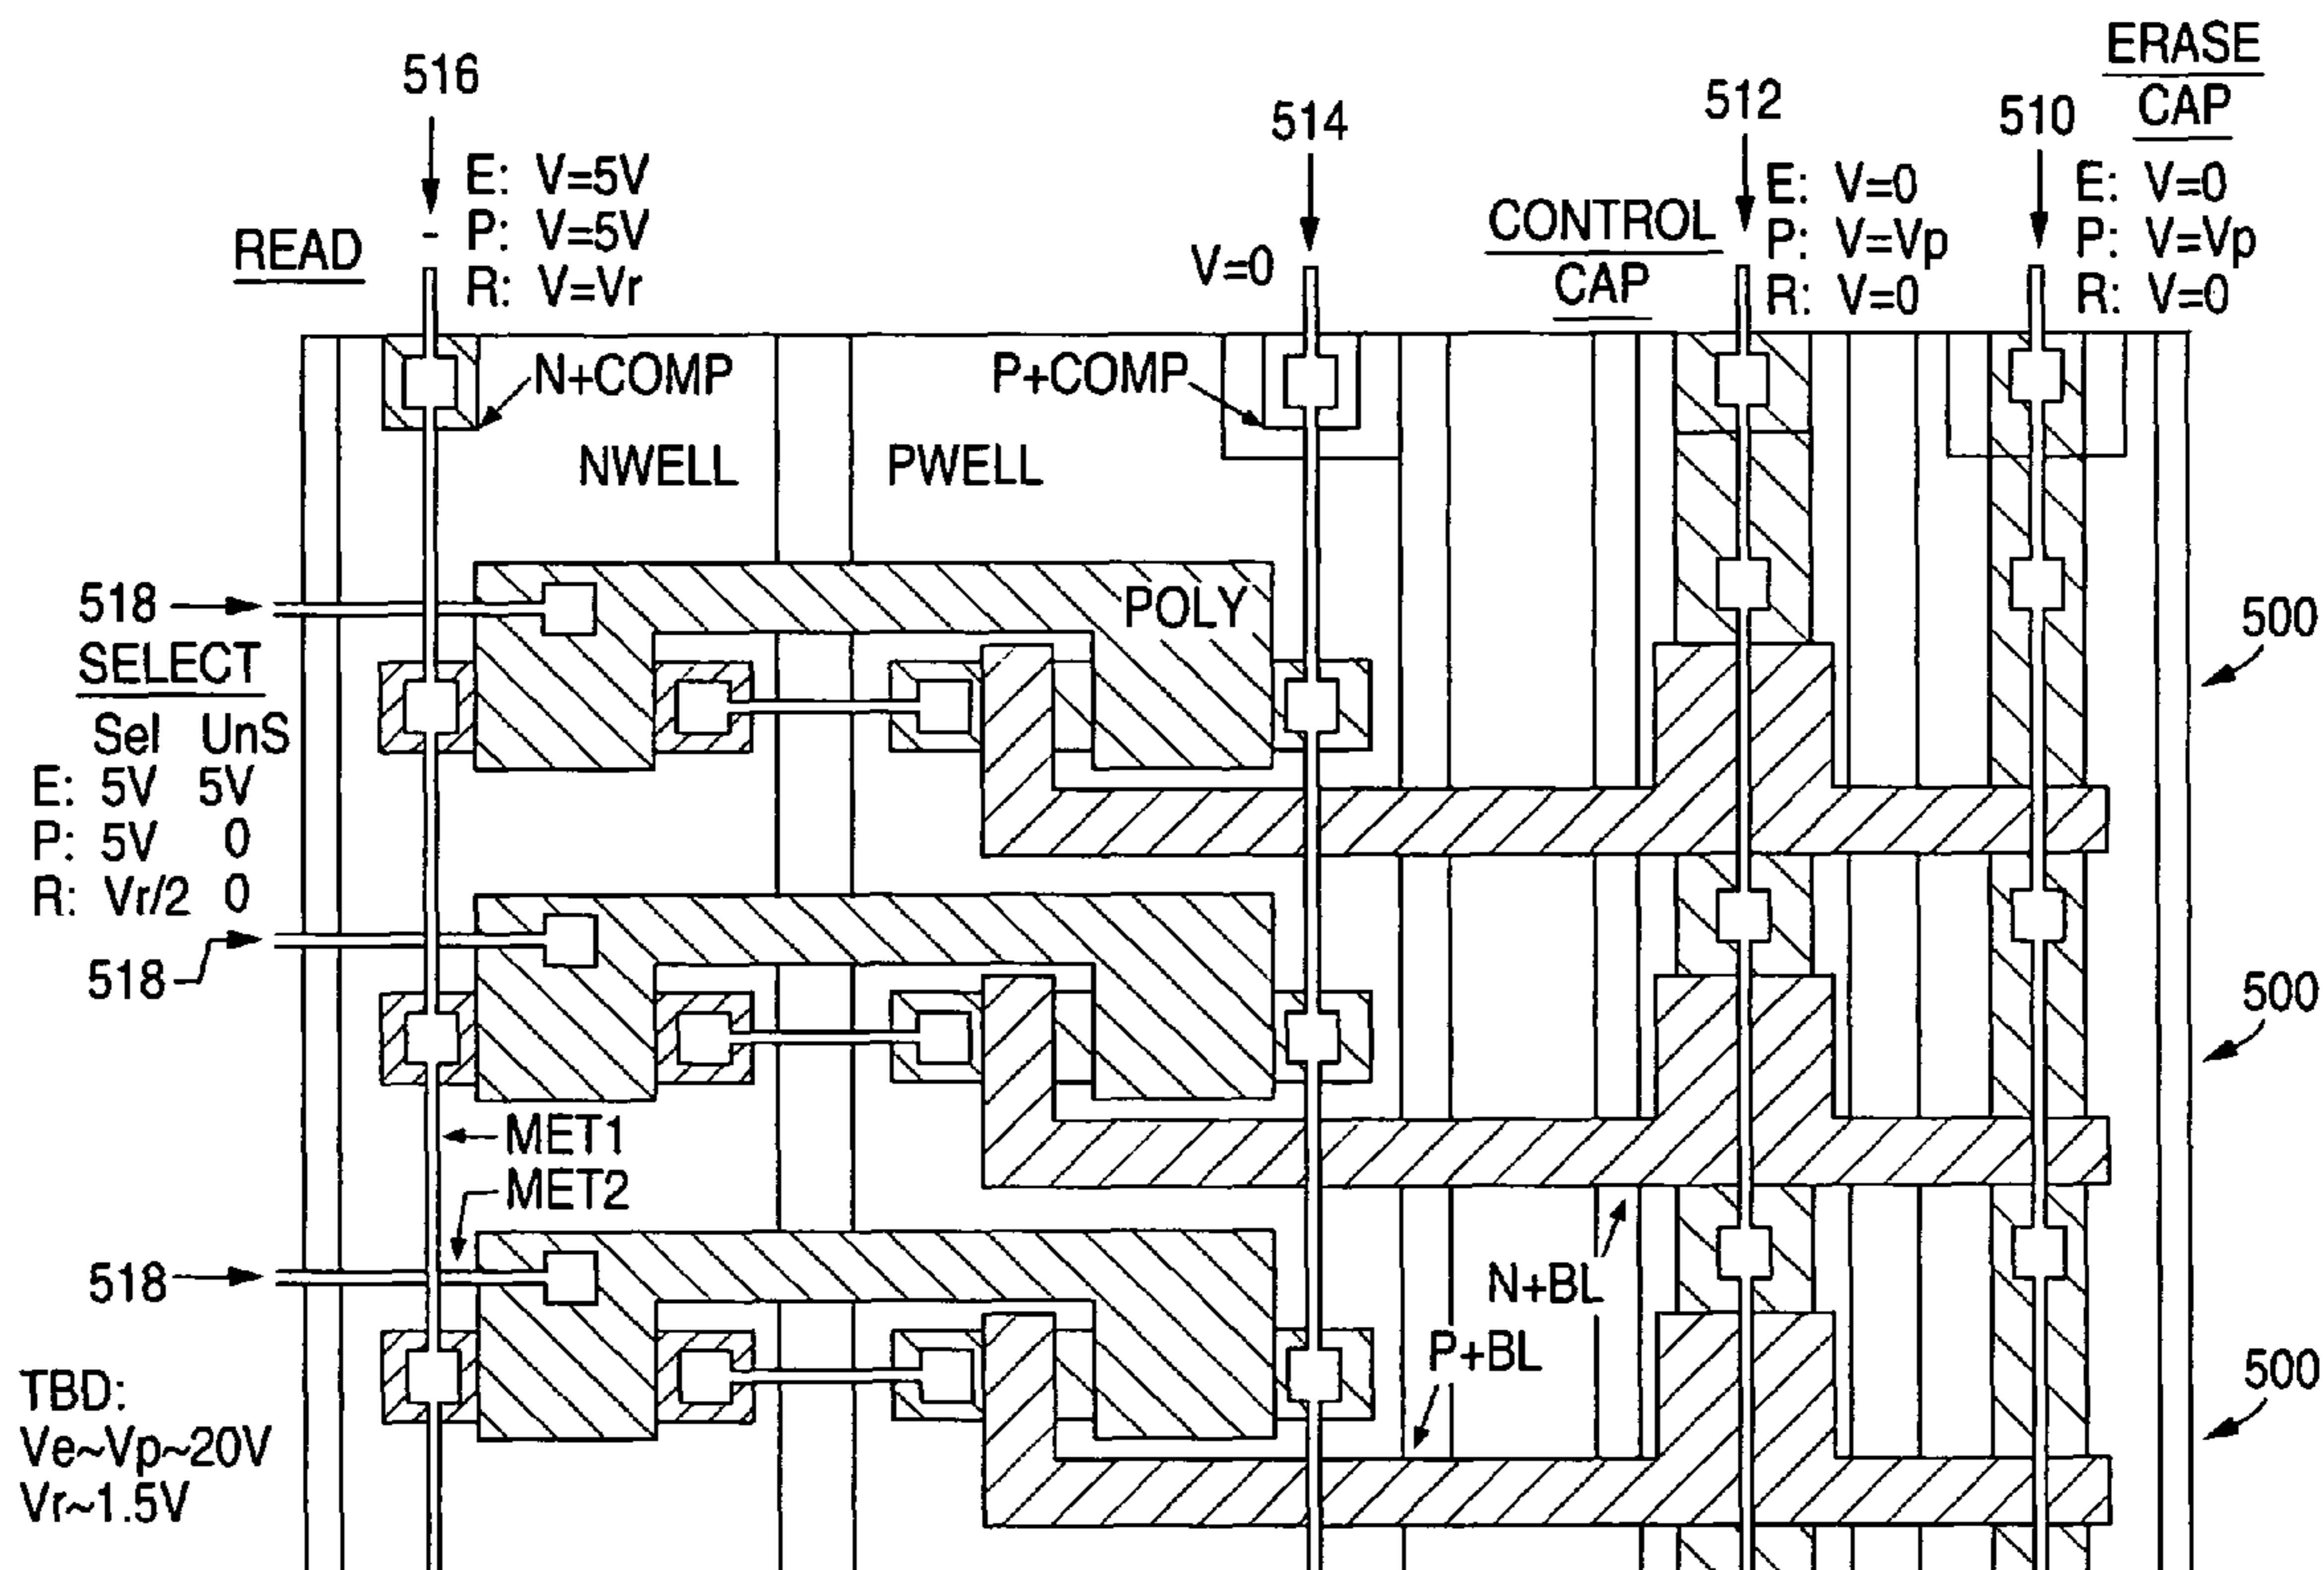 516
E: V=5V
P: V=5V
R: V=Vr
READ
514
V=0
CONTROL
CAP
512
E: V=0
P: V=Vp
R: V=0
510
ERASE
CAP
E: V=0
P: V=Vp
R: V=0
N+COMP
P+COMP
NWELL
PWELL
POLY
518
SELECT
Sel UnS
E: 5V 5V
P: 5V 0
R: Vr/2 0
518
500
500
MET1
MET2
518
N+BL
P+BL
500
TBD:
Ve~Vp~20V
Vr~1.5V